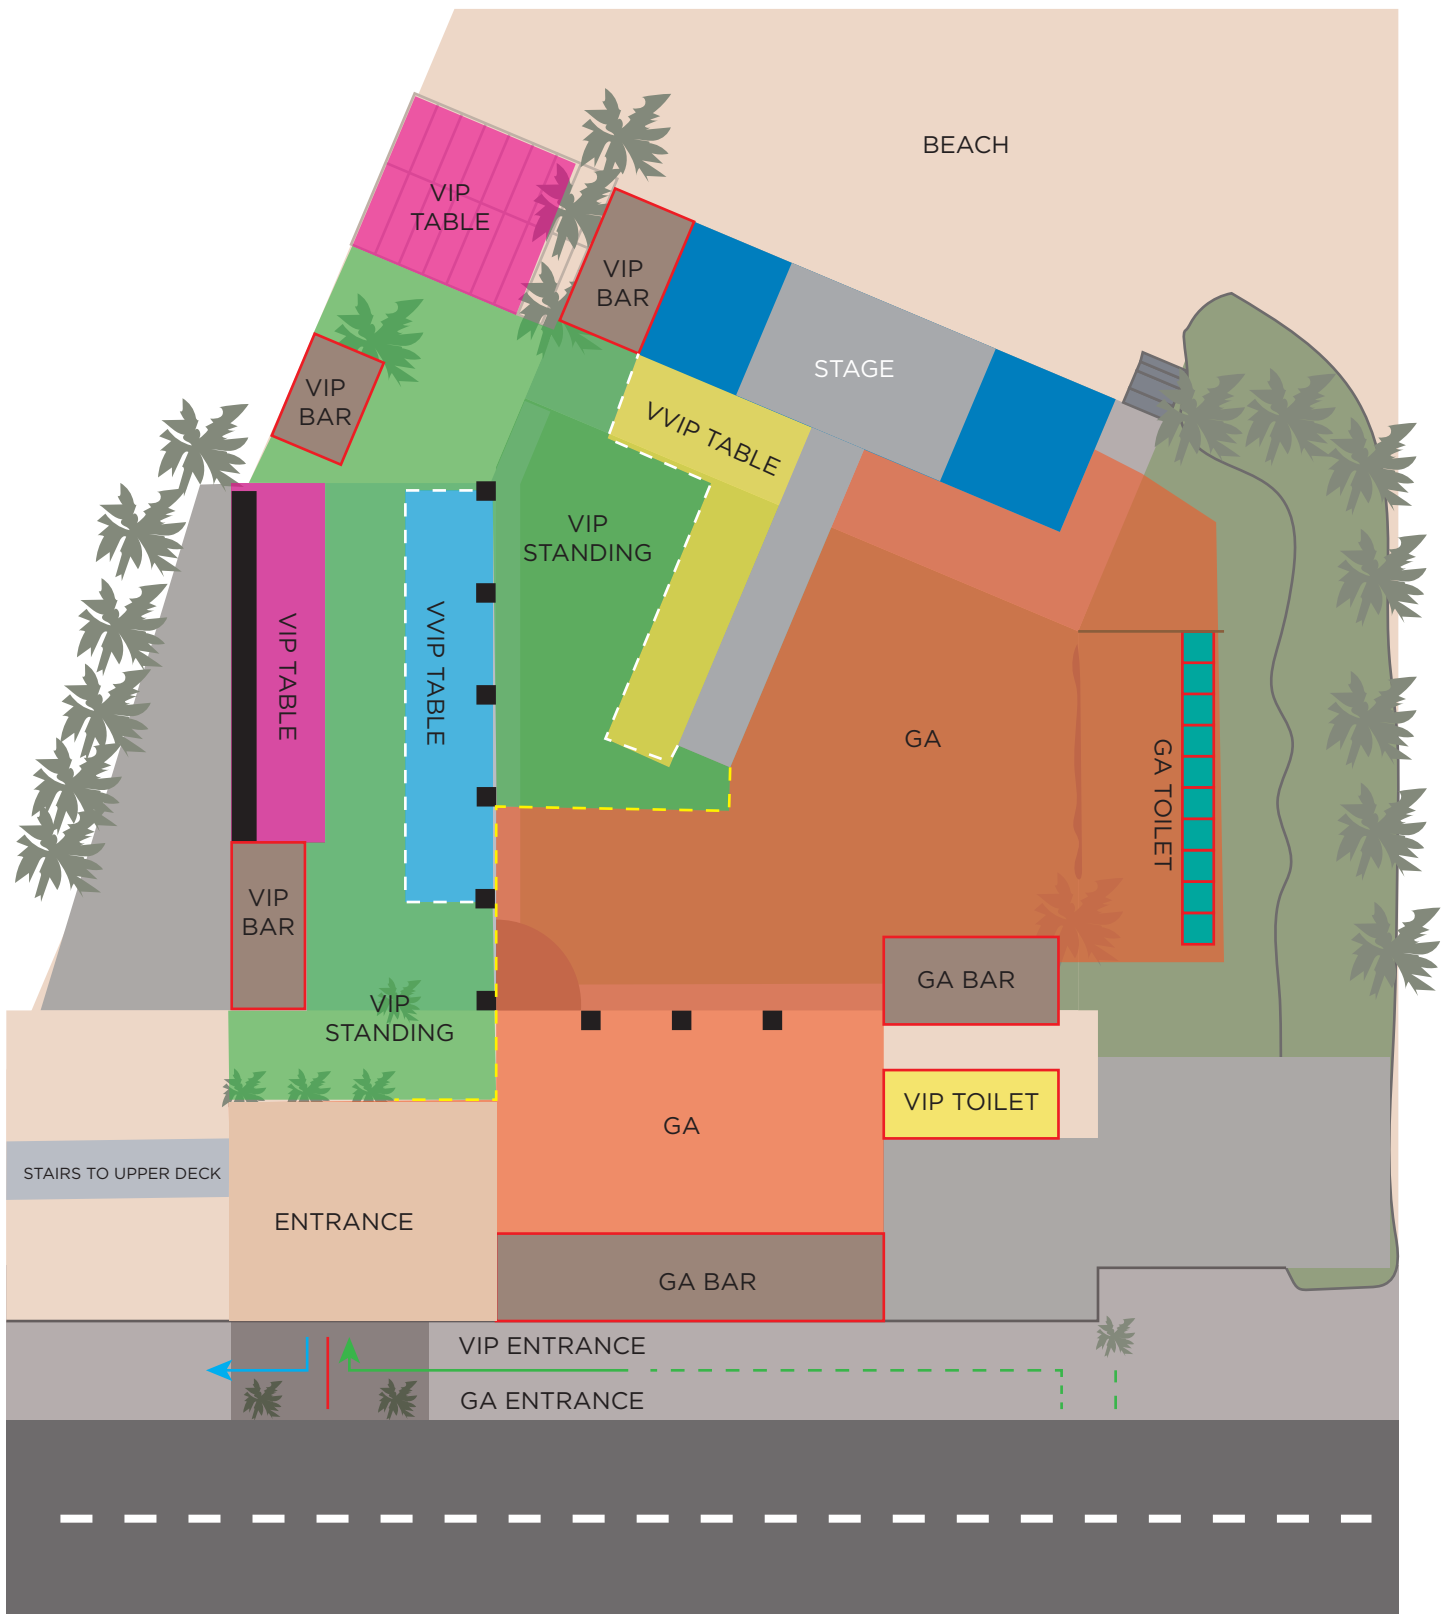 BEACH
VIP
TABLE
VIP
BAR
STAGE
VIP
BAR
VVIP TABLE
VIP
STANDING
VIP TABLE
VVIP TABLE
GA
GA TOILET
VIP
BAR
GA BAR
VIP
STANDING
VIP TOILET
GA
STAIRS TO UPPER DECK
ENTRANCE
GA BAR
VIP ENTRANCE
GA ENTRANCE